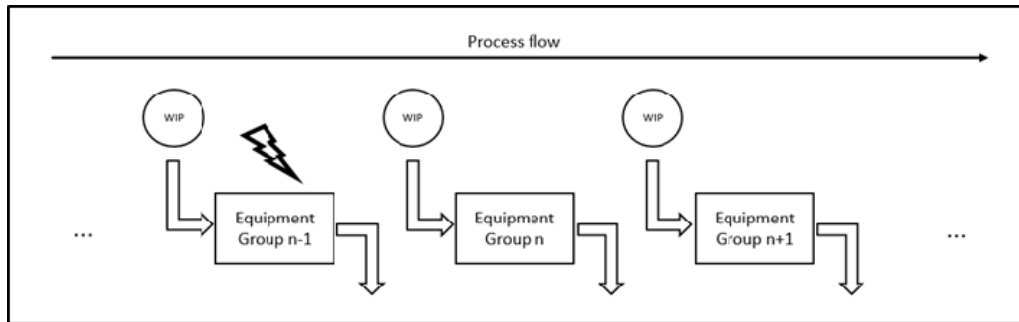 Process flow
WIP
WIP
WIP
Equipment
Group n-1
Equipment
Group n
Equipment
Group n+1
...
...